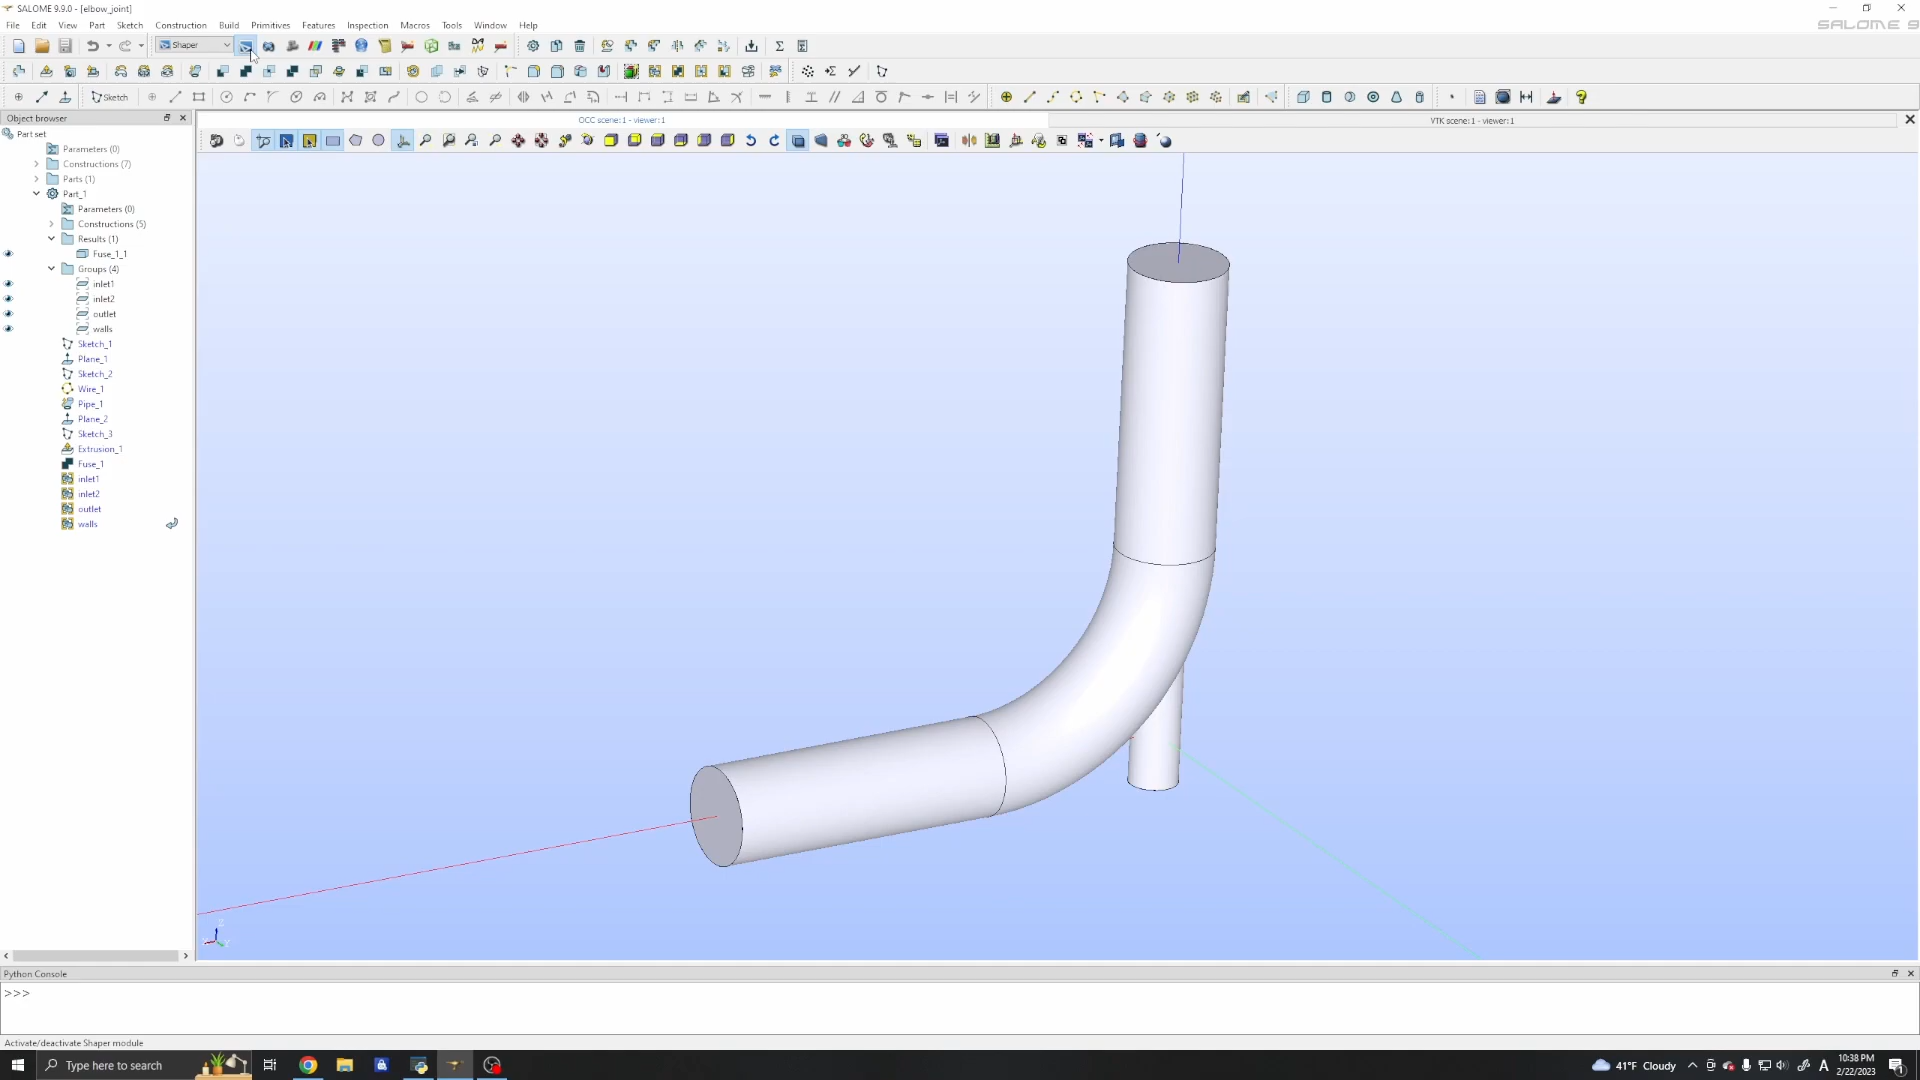 SALOME 9.9.0 - [elbow_joint]
File Edit View Part Sketch Construction Build Primitives Features Inspection Macros Tools Window Help
SALOME 9
Shaper
Sketch
Object browser
OCC scene:1 - viewer:1
VTK scene:1 - viewer:1
Part set
Parameters (0)
Constructions (7)
Parts (1)
Part_1
Parameters (0)
Constructions (5)
Results (1)
Fuse_1_1
Groups (4)
inlet1
inlet2
outlet
walls
Sketch_1
Plane_1
Sketch_2
Wire_1
Pipe_1
Plane_2
Sketch_3
Extrusion_1
Fuse_1
inlet1
inlet2
outlet
walls
Python Console
>>>
Activate/deactivate Shaper module
Type here to search
41°F Cloudy
A
10:38 PM
2/22/2023
1